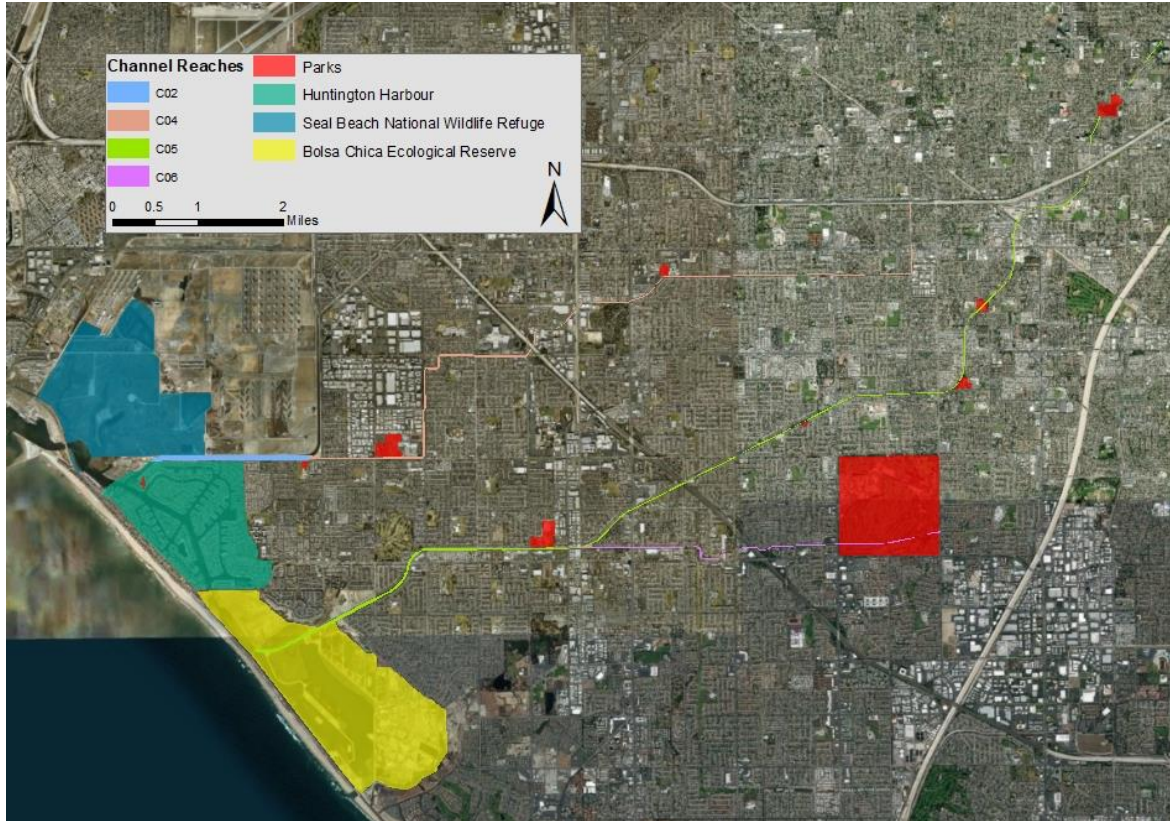 Channel Reaches
C02
C04
C05
C06
Parks
Huntington Harbour
Seal Beach National Wildlife Refuge
Bolsa Chica Ecological Reserve
N
0 0.5 1 2
Miles